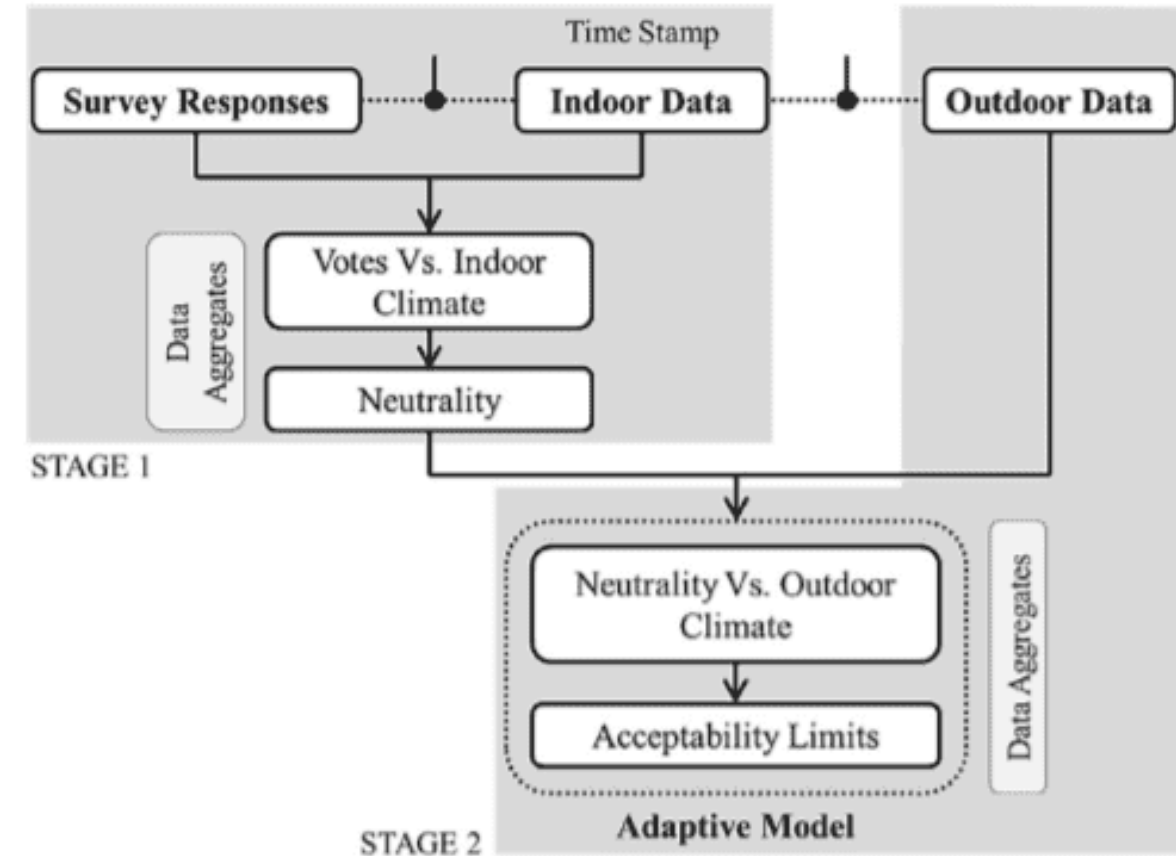 Time Stamp
Survey Responses
Indoor Data
Outdoor Data
Votes Vs. Indoor
Climate
Data
Aggregates
Neutrality
STAGE 1
Neutrality Vs. Outdoor
Climate
Data Aggregates
Acceptability Limits
Adaptive Model
STAGE 2